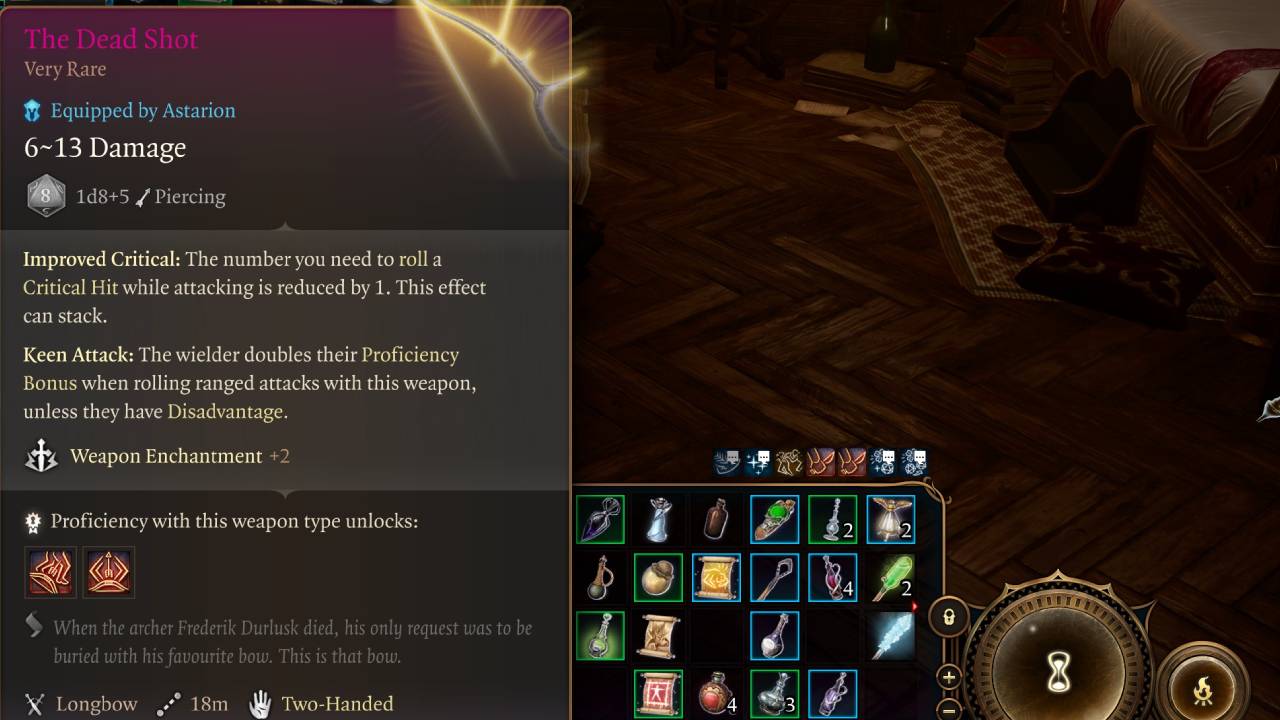 The Dead Shot
Very Rare
Equipped by Astarion
6~13 Damage
8
1d8+5 Piercing
Improved Critical: The number you need to roll a
Critical Hit while attacking is reduced by 1. This effect
can stack.
Keen Attack: The wielder doubles their Proficiency
Bonus when rolling ranged attacks with this weapon,
unless they have Disadvantage.
Weapon Enchantment +2
Proficiency with this weapon type unlocks:
When the archer Frederik Durlusk died, his only request was to be
buried with his favourite bow. This is that bow.
Longbow 18m Two-Handed
2 2
4 2
4 3